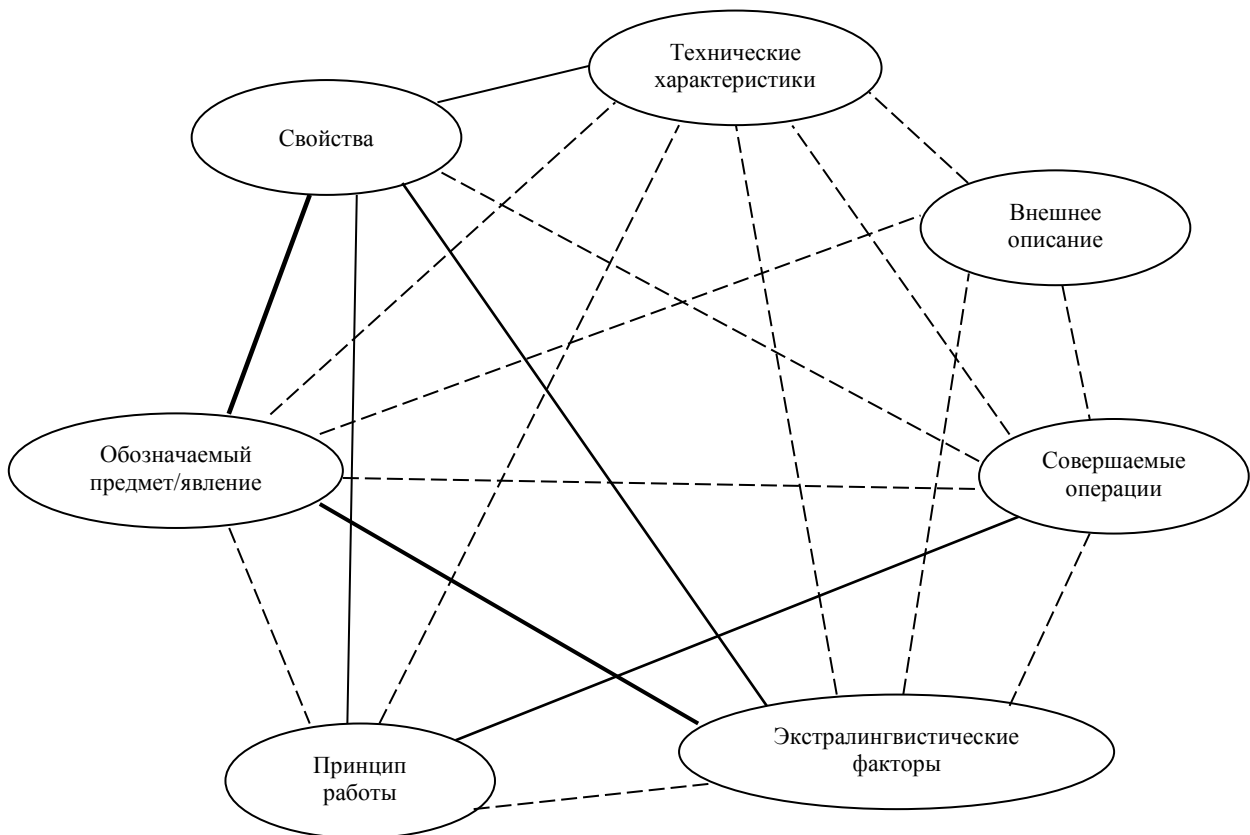 Технические
характеристики
Свойства
Внешнее
описание
Обозначаемый
предмет/явление
Совершаемые
операции
Принцип
работы
Экстралингвистические
факторы